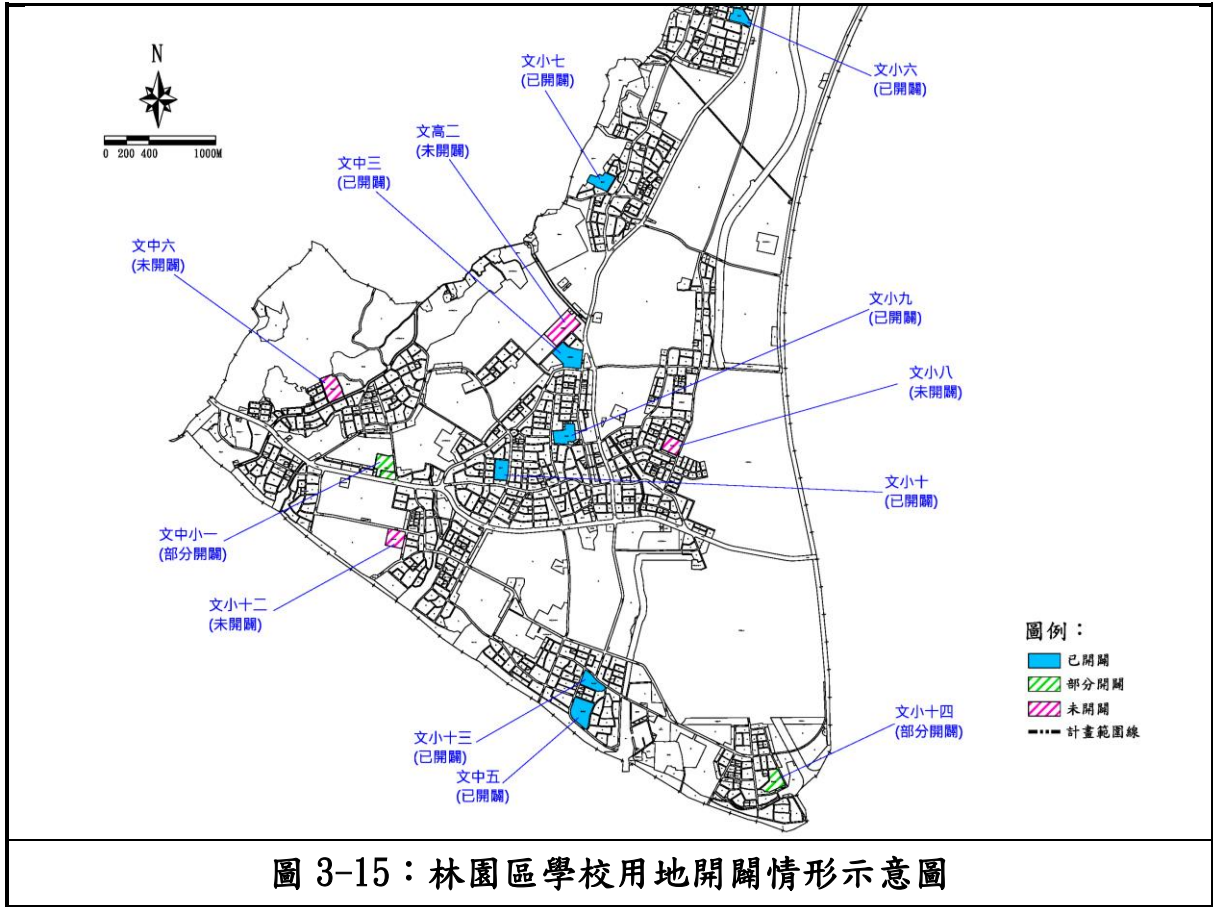 N
0 200 400 1000M
文小七
(已開闢)
文小六
(已開闢)
文高二
(未開闢)
文中三
(已開闢)
文中六
(未開闢)
文小九
(已開闢)
文小八
(未開闢)
文小十
(已開闢)
文中小一
(部分開闢)
文小十二
(未開闢)
文小十三
(已開闢)
文中五
(已開闢)
文小十四
(部分開闢)
圖例：
已開闢
部分開闢
未開闢
計畫範圍線
圖 3-15：林園區學校用地開闢情形示意圖